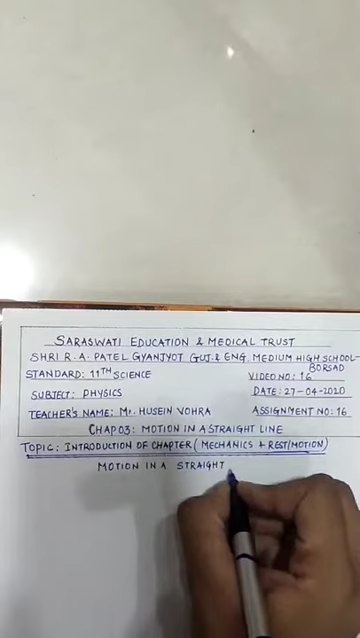 SARASWATI EDUCATION & MEDICAL TRUST
SHRI R.A. PATEL GYANJYOT GUJ. & ENG. MEDIUM HIGH SCHOOL-
BORSAD
STANDARD: 11TH SCIENCE VIDEO NO: 16
SUBJECT: PHYSICS DATE: 27-04-2020
TEACHER'S NAME: Mr. HUSEIN VOHRA ASSIGNMENT NO: 16
CHAP 03: MOTION IN A STRAIGHT LINE
TOPIC: INTRODUCTION OF CHAPTER (MECHANICS + REST/MOTION)
MOTION IN A STRAIGHT